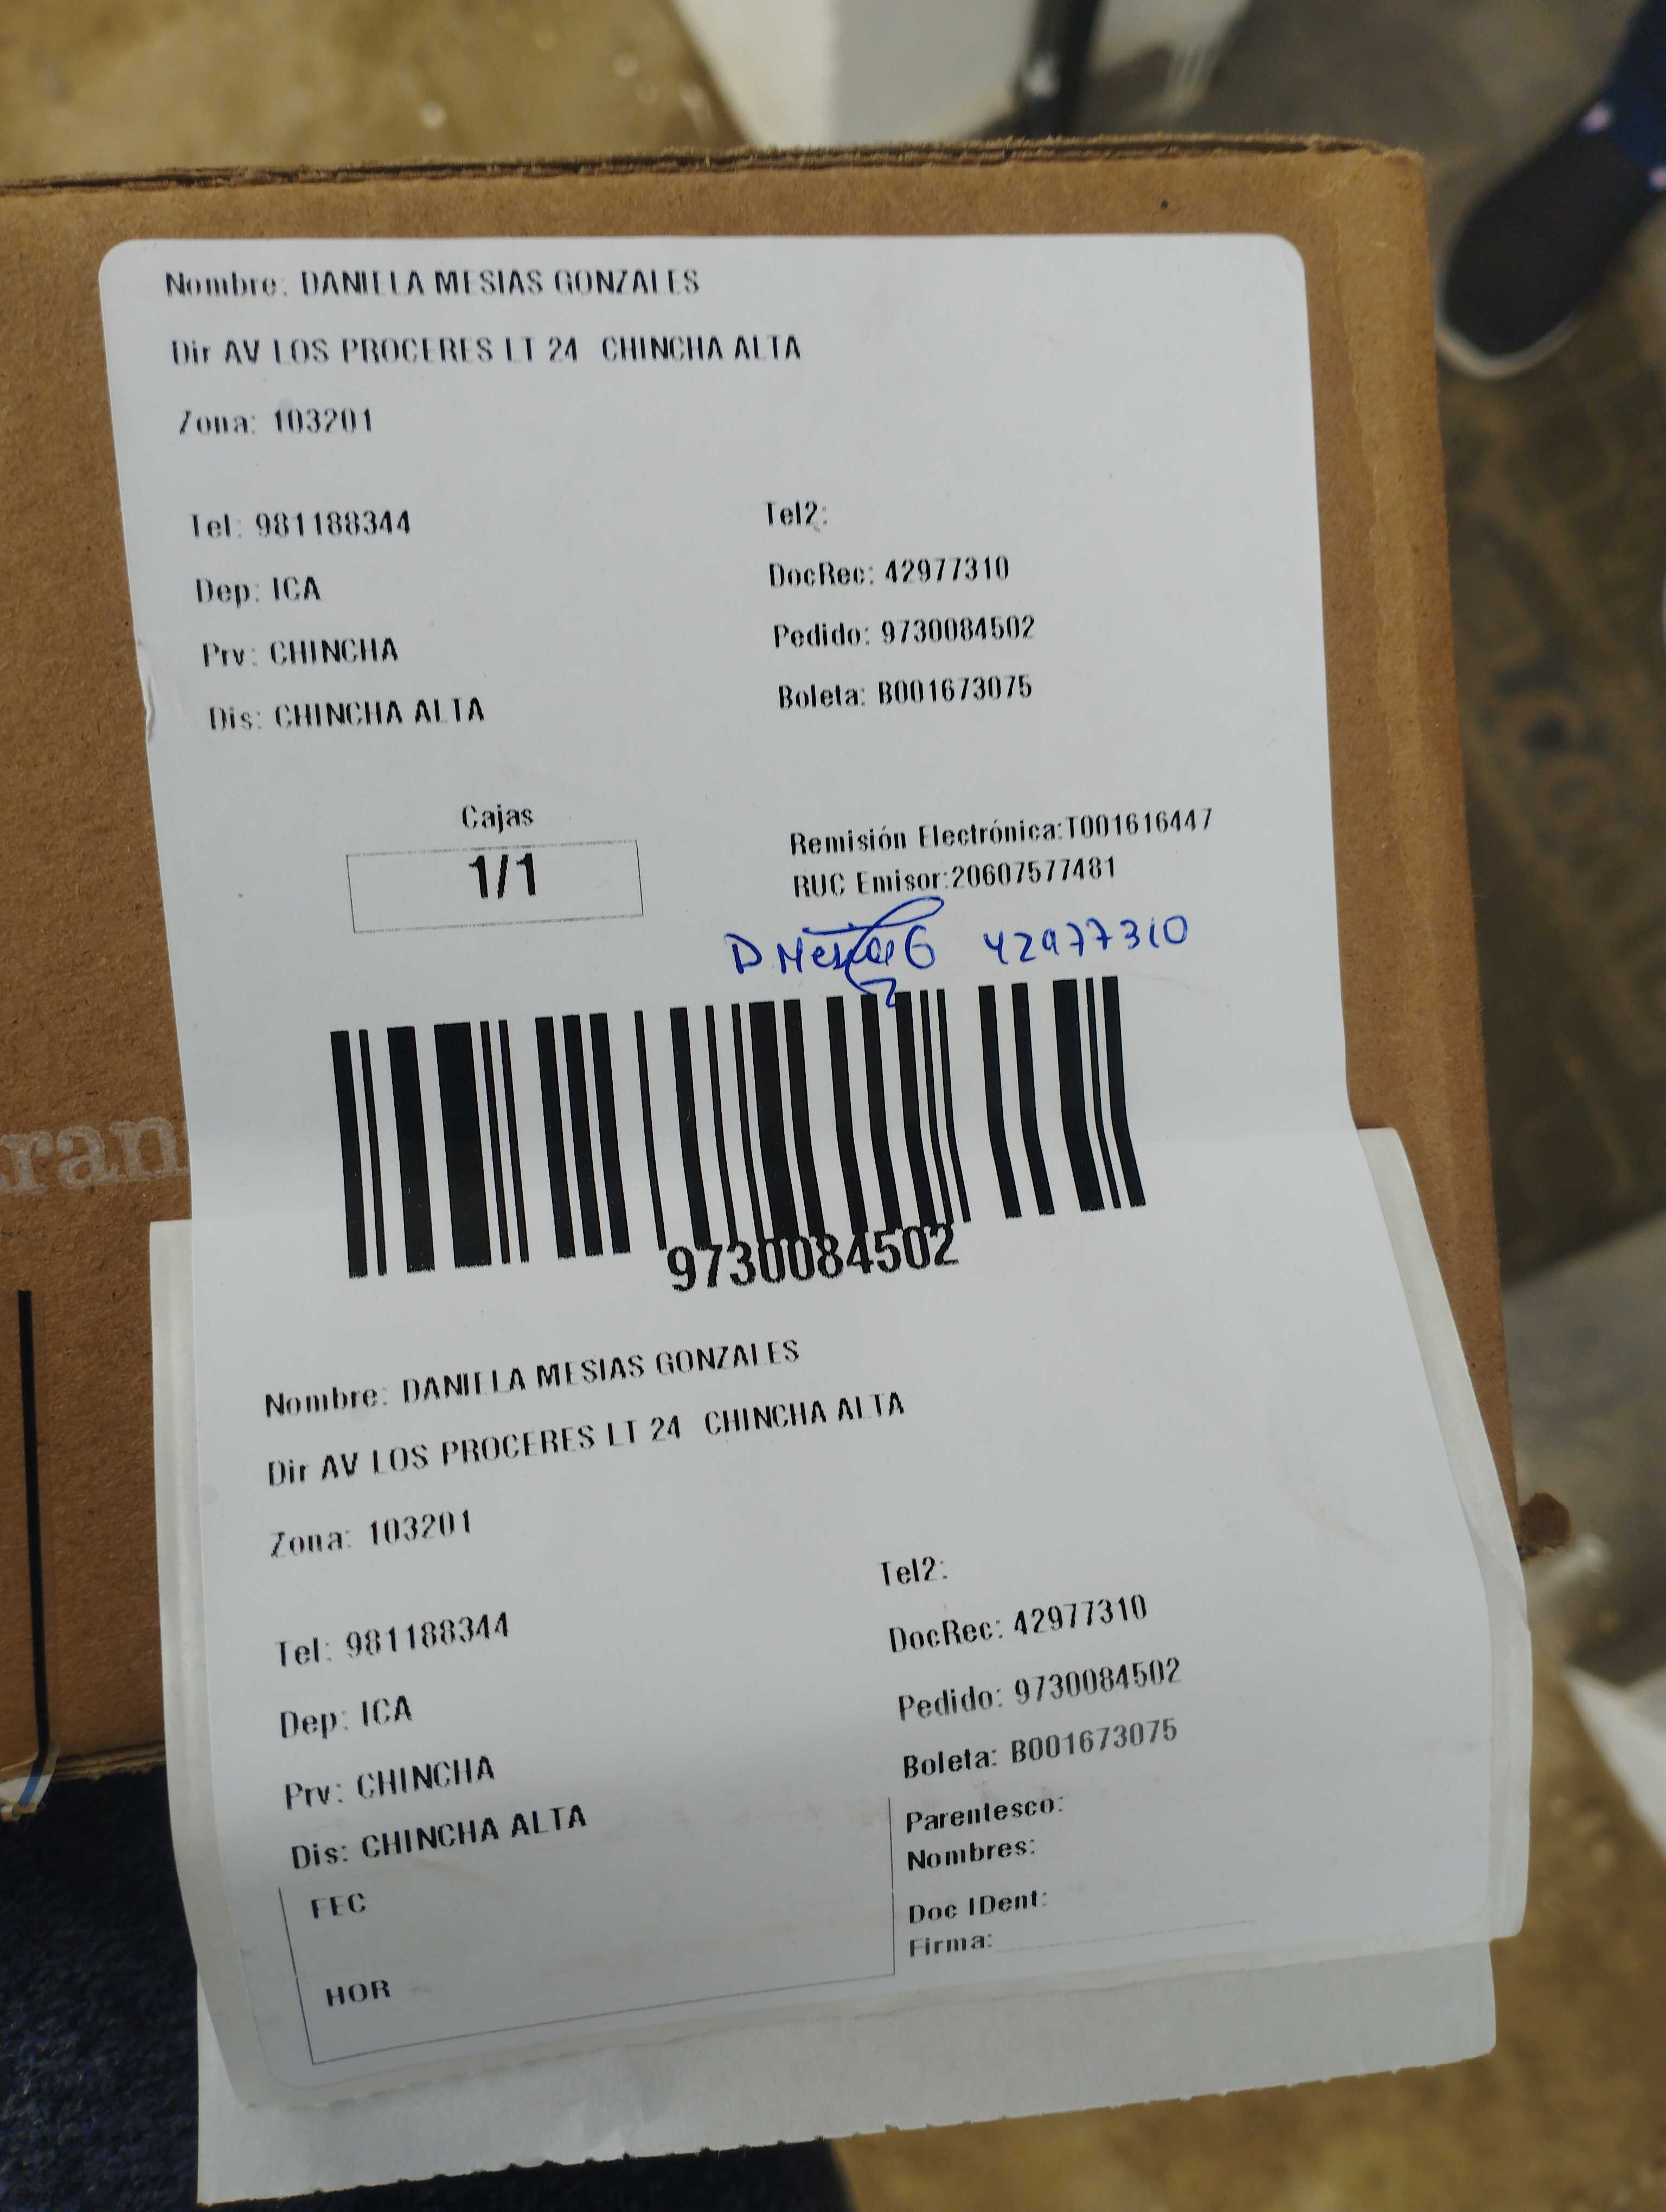 Nombre: DANIELA MESIAS GONZALES
Dir AV LOS PROCERES LT 24 CHINCHA ALTA
Zona: 103201
Tel: 981188344
Tel2:
Dep: ICA
DocRec: 42977310
Prv: CHINCHA
Pedido: 9730084502
Dis: CHINCHA ALTA
Boleta: B001673075
Cajas
1/1
Remisión Electrónica:T001616447
RUC Emisor:20607577481
D Mesias G 42977310
9730084502
Nombre: DANIELA MESIAS GONZALES
Dir AV LOS PROCERES LT 24 CHINCHA ALTA
Zona: 103201
Tel2:
Tel: 981188344
DocRec: 42977310
Dep: ICA
Pedido: 9730084502
Prv: CHINCHA
Boleta: B001673075
Dis: CHINCHA ALTA
Parentesco:
Nombres:
FEC
Doc IDent:
Firma:
HOR